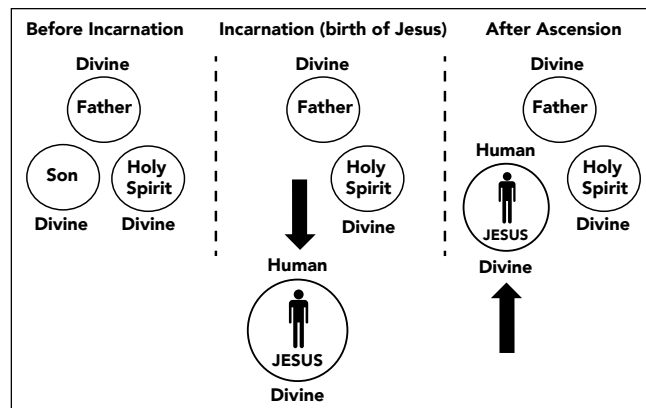 Before Incarnation
Divine
Father
Son
Holy
Spirit
Divine
Divine
Incarnation (birth of Jesus)
Divine
Father
Holy
Spirit
Divine
Human
JESUS
Divine
After Ascension
Divine
Father
Human
Holy
Spirit
JESUS
Divine
Divine